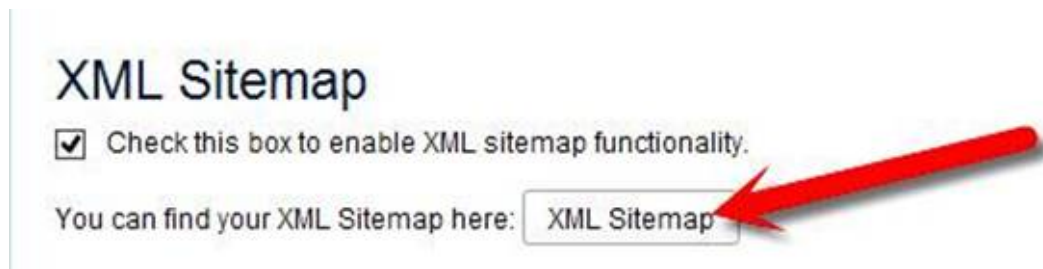 XML Sitemap
Check this box to enable XML sitemap functionality.
You can find your XML Sitemap here: XML Sitemap